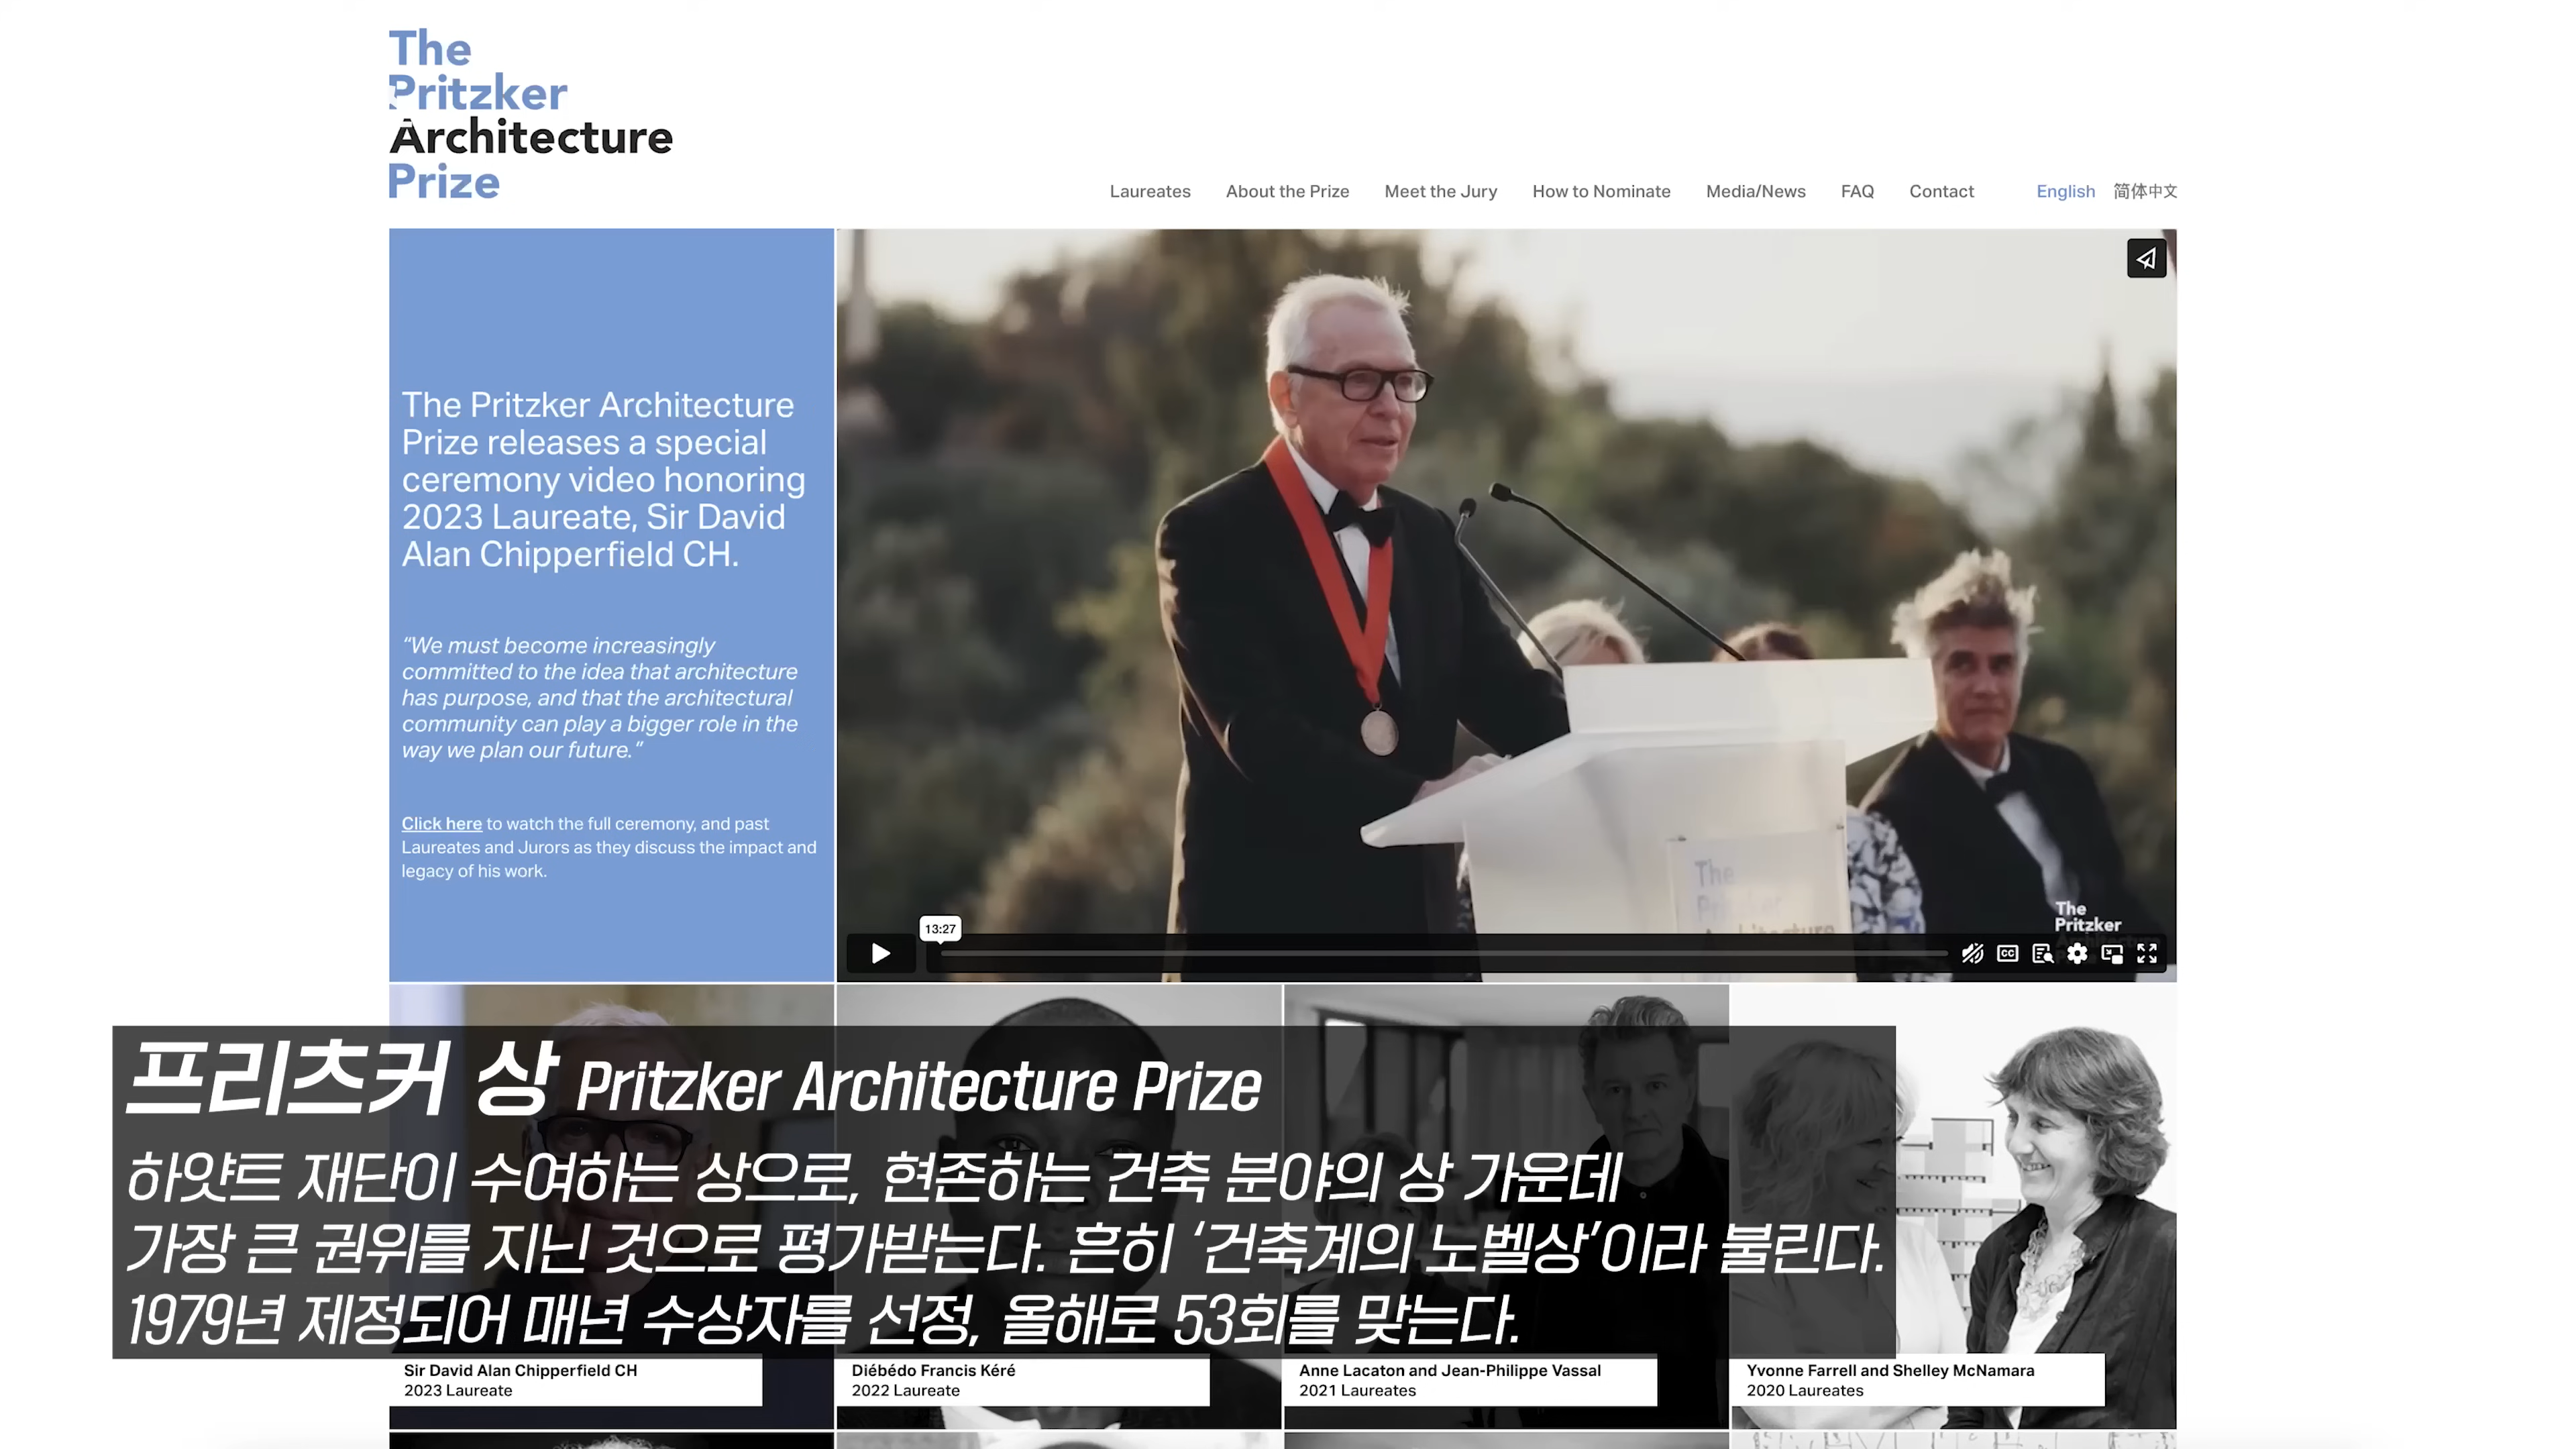 The
Pritzker
Architecture
Prize
Laureates About the Prize Meet the Jury How to Nominate Media/News FAQ Contact English 简体中文
The Pritzker Architecture
Prize releases a special
ceremony video honoring
2023 Laureate, Sir David
Alan Chipperfield CH.
“We must become increasingly
committed to the idea that architecture
has purpose, and that the architectural
community can play a bigger role in the
way we plan our future.”
Click here to watch the full ceremony, and past
Laureates and Jurors as they discuss the impact and
legacy of his work.
The
Pritzker
Architecture
The
Pritzker
13:27
CC
프리츠커 상 Pritzker Architecture Prize
하얏트 재단이 수여하는 상으로, 현존하는 건축 분야의 상 가운데
가장 큰 권위를 지닌 것으로 평가받는다. 흔히 ‘건축계의 노벨상’이라 불린다.
1979년 제정되어 매년 수상자를 선정, 올해로 53회를 맞는다.
Sir David Alan Chipperfield CH
2023 Laureate
Diébédo Francis Kéré
2022 Laureate
Anne Lacaton and Jean-Philippe Vassal
2021 Laureates
Yvonne Farrell and Shelley McNamara
2020 Laureates